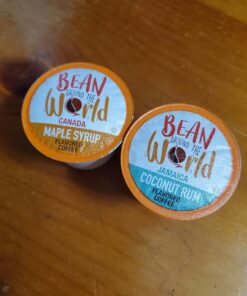 BEAN
AROUND THE
World
CANADA
MAPLE SYRUP
FLAVORED
COFFEE
BEAN
AROUND THE
World
JAMAICA
COCONUT RUM
FLAVORED
COFFEE